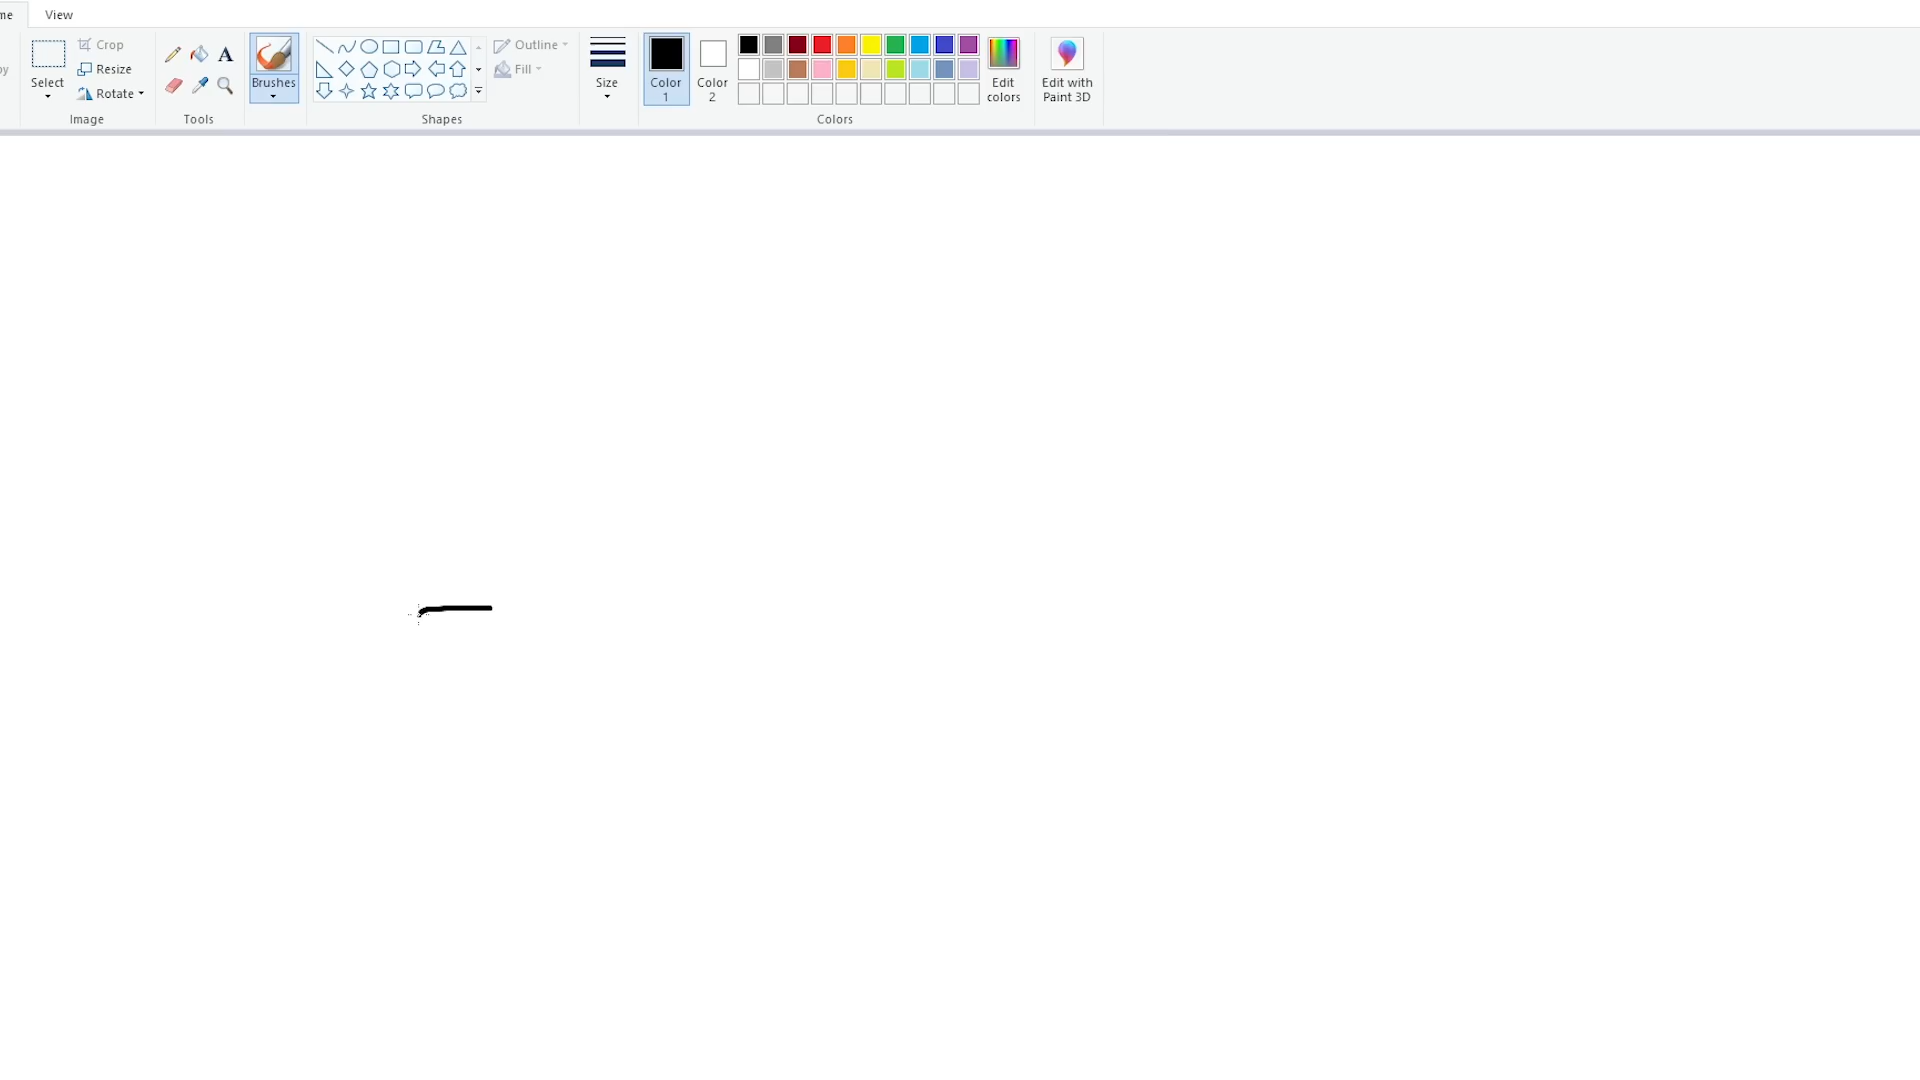 me View
Crop
Select Resize
Rotate
Image
A
Tools
Brushes
Outline
Fill
Shapes
Size
Color 1
Color 2
Edit colors
Colors
Edit with Paint 3D